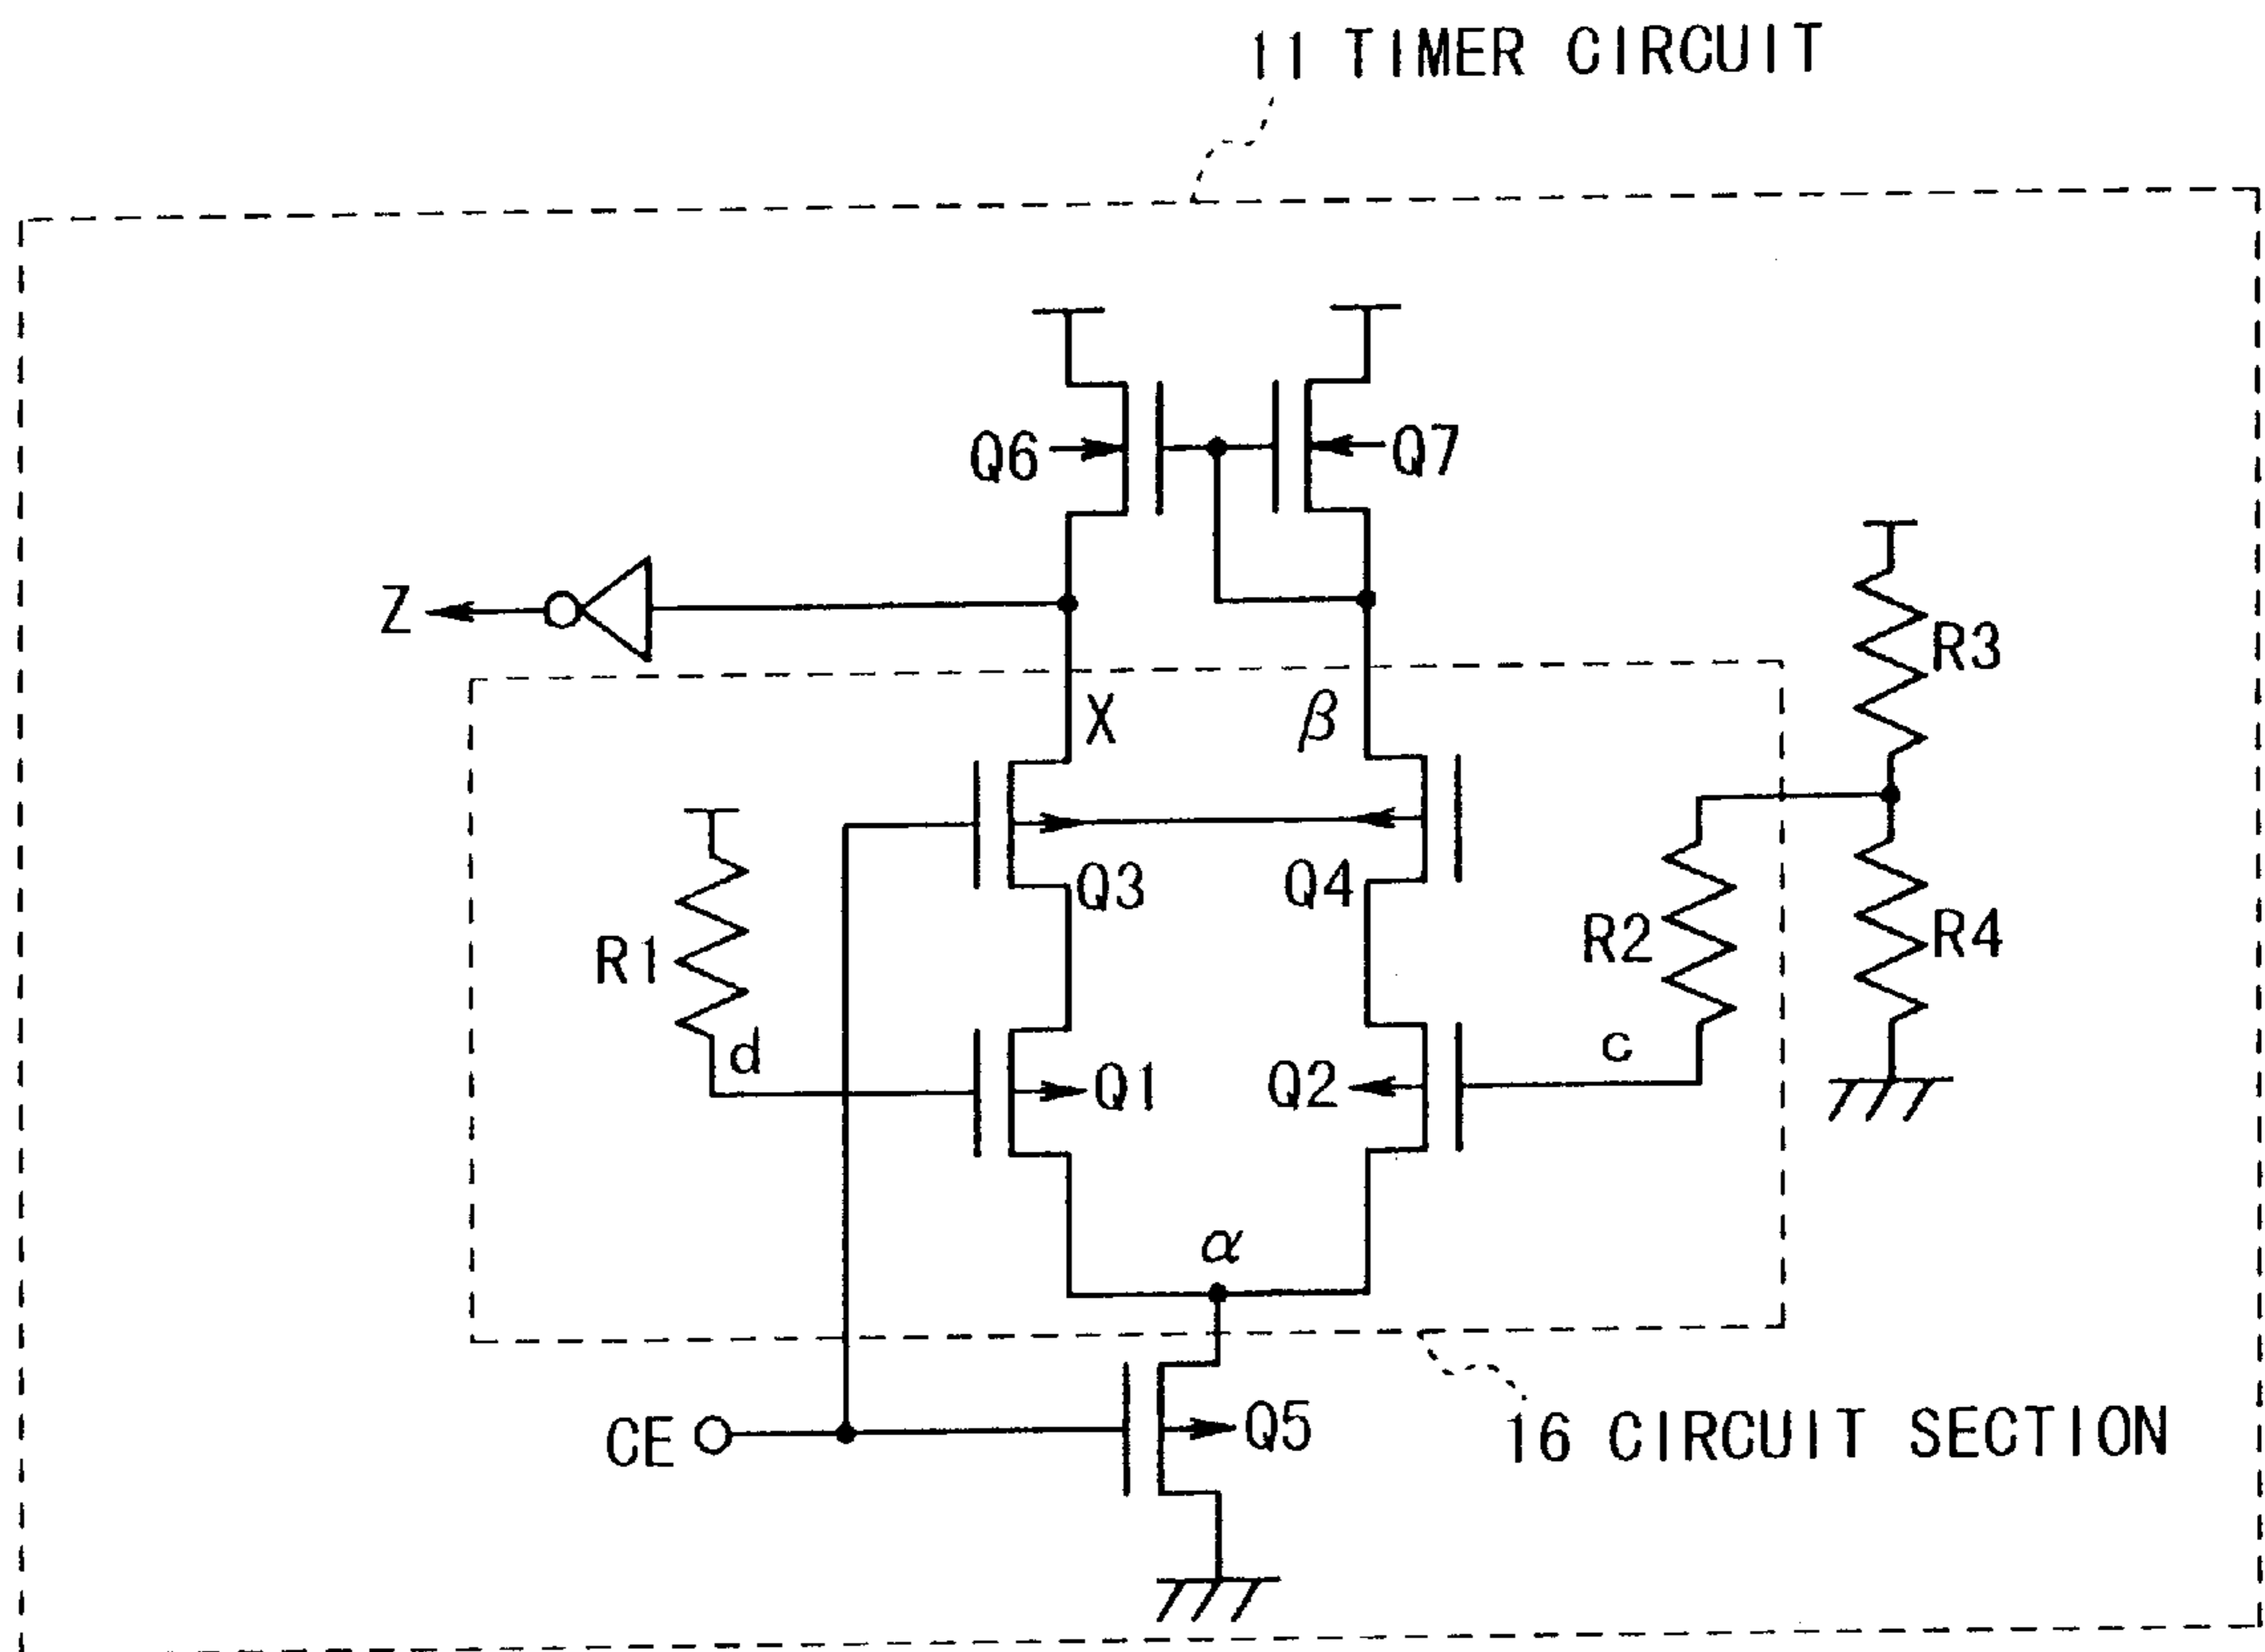 11 TIMER CIRCUIT
Q6
Q7
Z
R3
X
β
Q3
Q4
R1
R2
R4
d
c
Q1
Q2
α
CE
Q5
16 CIRCUIT SECTION